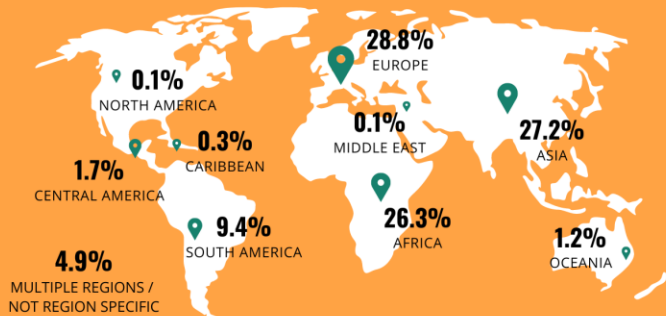 28.8%
EUROPE
0.1%
NORTH AMERICA
0.3%
CARIBBEAN
0.1%
MIDDLE EAST
27.2%
ASIA
1.7%
CENTRAL AMERICA
9.4%
SOUTH AMERICA
26.3%
AFRICA
1.2%
OCEANIA
4.9%
MULTIPLE REGIONS /
NOT REGION SPECIFIC